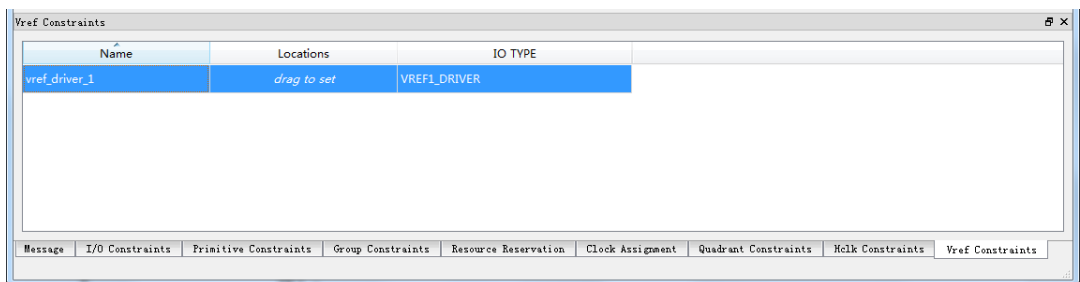 Vref Constraints
Name Locations IO TYPE
vref_driver_1 drag to set VREF1_DRIVER
Message I/O Constraints Primitive Constraints Group Constraints Resource Reservation Clock Assignment Quadrant Constraints Hclk Constraints Vref Constraints